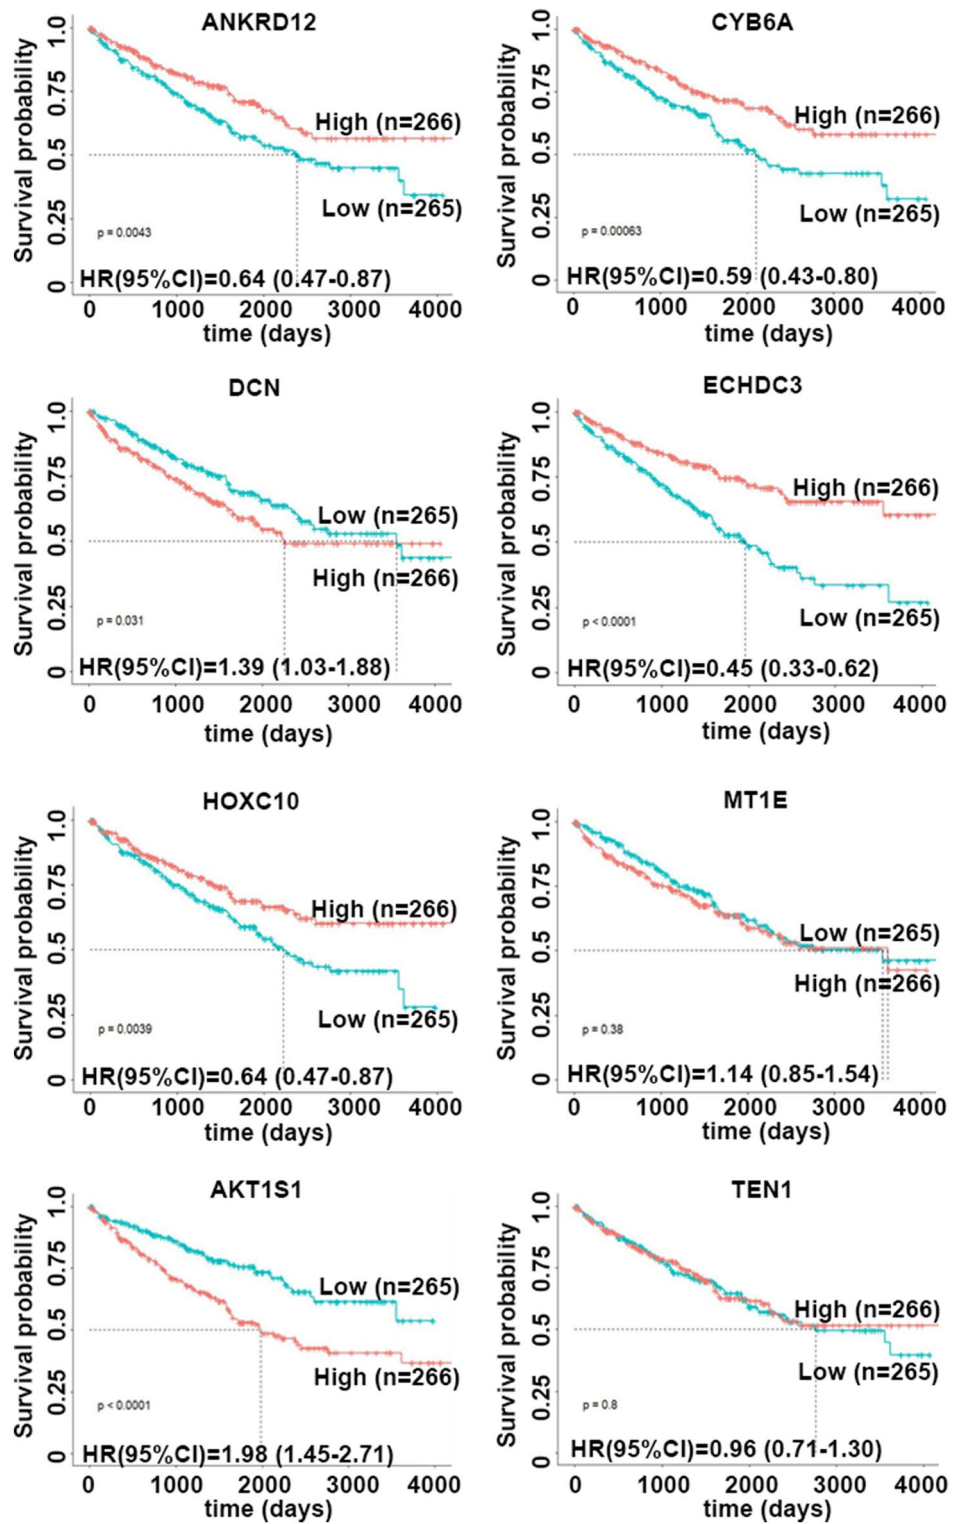 ANKRD12
Survival probability
1.0
0.75
0.5
0.25
0
High (n=266)
Low (n=265)
p = 0.0043
HR(95%CI)=0.64 (0.47-0.87)
0 1000 2000 3000 4000
time (days)
CYB6A
Survival probability
1.0
0.75
0.5
0.25
0
High (n=266)
Low (n=265)
p = 0.00063
HR(95%CI)=0.59 (0.43-0.80)
0 1000 2000 3000 4000
time (days)
DCN
Survival probability
1.0
0.75
0.5
0.25
0
Low (n=265)
High (n=266)
p = 0.031
HR(95%CI)=1.39 (1.03-1.88)
0 1000 2000 3000 4000
time (days)
ECHDC3
Survival probability
1.0
0.75
0.5
0.25
0
High (n=266)
Low (n=265)
p < 0.0001
HR(95%CI)=0.45 (0.33-0.62)
0 1000 2000 3000 4000
time (days)
HOXC10
Survival probability
1.0
0.75
0.5
0.25
0
High (n=266)
Low (n=265)
p = 0.0039
HR(95%CI)=0.64 (0.47-0.87)
0 1000 2000 3000 4000
time (days)
MT1E
Survival probability
1.0
0.75
0.5
0.25
0
Low (n=265)
High (n=266)
p = 0.38
HR(95%CI)=1.14 (0.85-1.54)
0 1000 2000 3000 4000
time (days)
AKT1S1
Survival probability
1.0
0.75
0.5
0.25
0
Low (n=265)
High (n=266)
p < 0.0001
HR(95%CI)=1.98 (1.45-2.71)
0 1000 2000 3000 4000
time (days)
TEN1
Survival probability
1.0
0.75
0.5
0.25
0
High (n=266)
Low (n=265)
p = 0.8
HR(95%CI)=0.96 (0.71-1.30)
0 1000 2000 3000 4000
time (days)